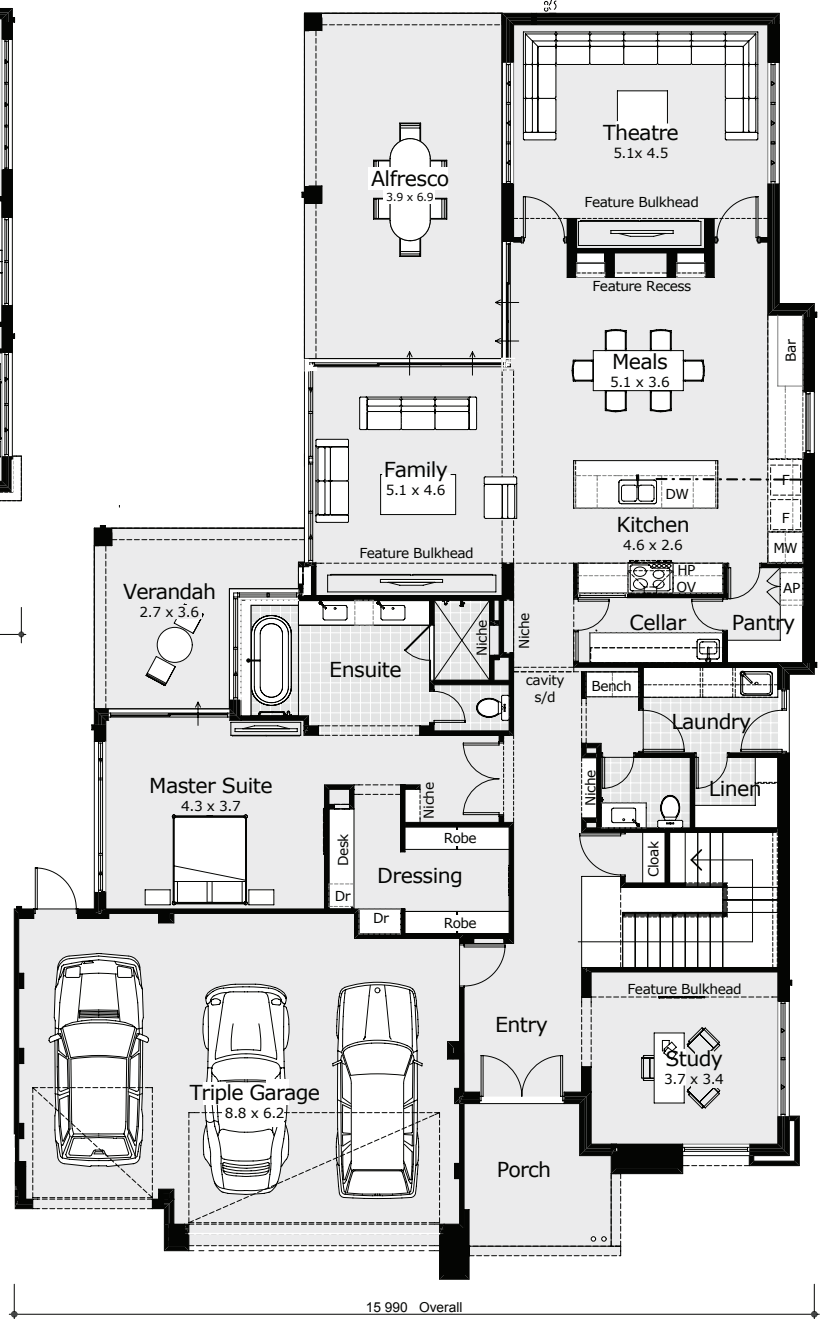 Theatre
5.1x 4.5
Feature Bulkhead
Alfresco
3.9 x 6.9
Feature Recess
Meals
5.1 x 3.6
Bar
Family
5.1 x 4.6
Feature Bulkhead
DW
F
F
MW
Kitchen
4.6 x 2.6
HP
OV
AP
Cellar
Pantry
Verandah
2.7 x 3.6
Ensuite
Niche
Niche
cavity
s/d
Bench
Laundry
Linen
Niche
Master Suite
4.3 x 3.7
Niche
Robe
Desk
Dressing
Dr
Dr
Robe
Cloak
Feature Bulkhead
Entry
Study
3.7 x 3.4
Triple Garage
8.8 x 6.2
Porch
15 990 Overall